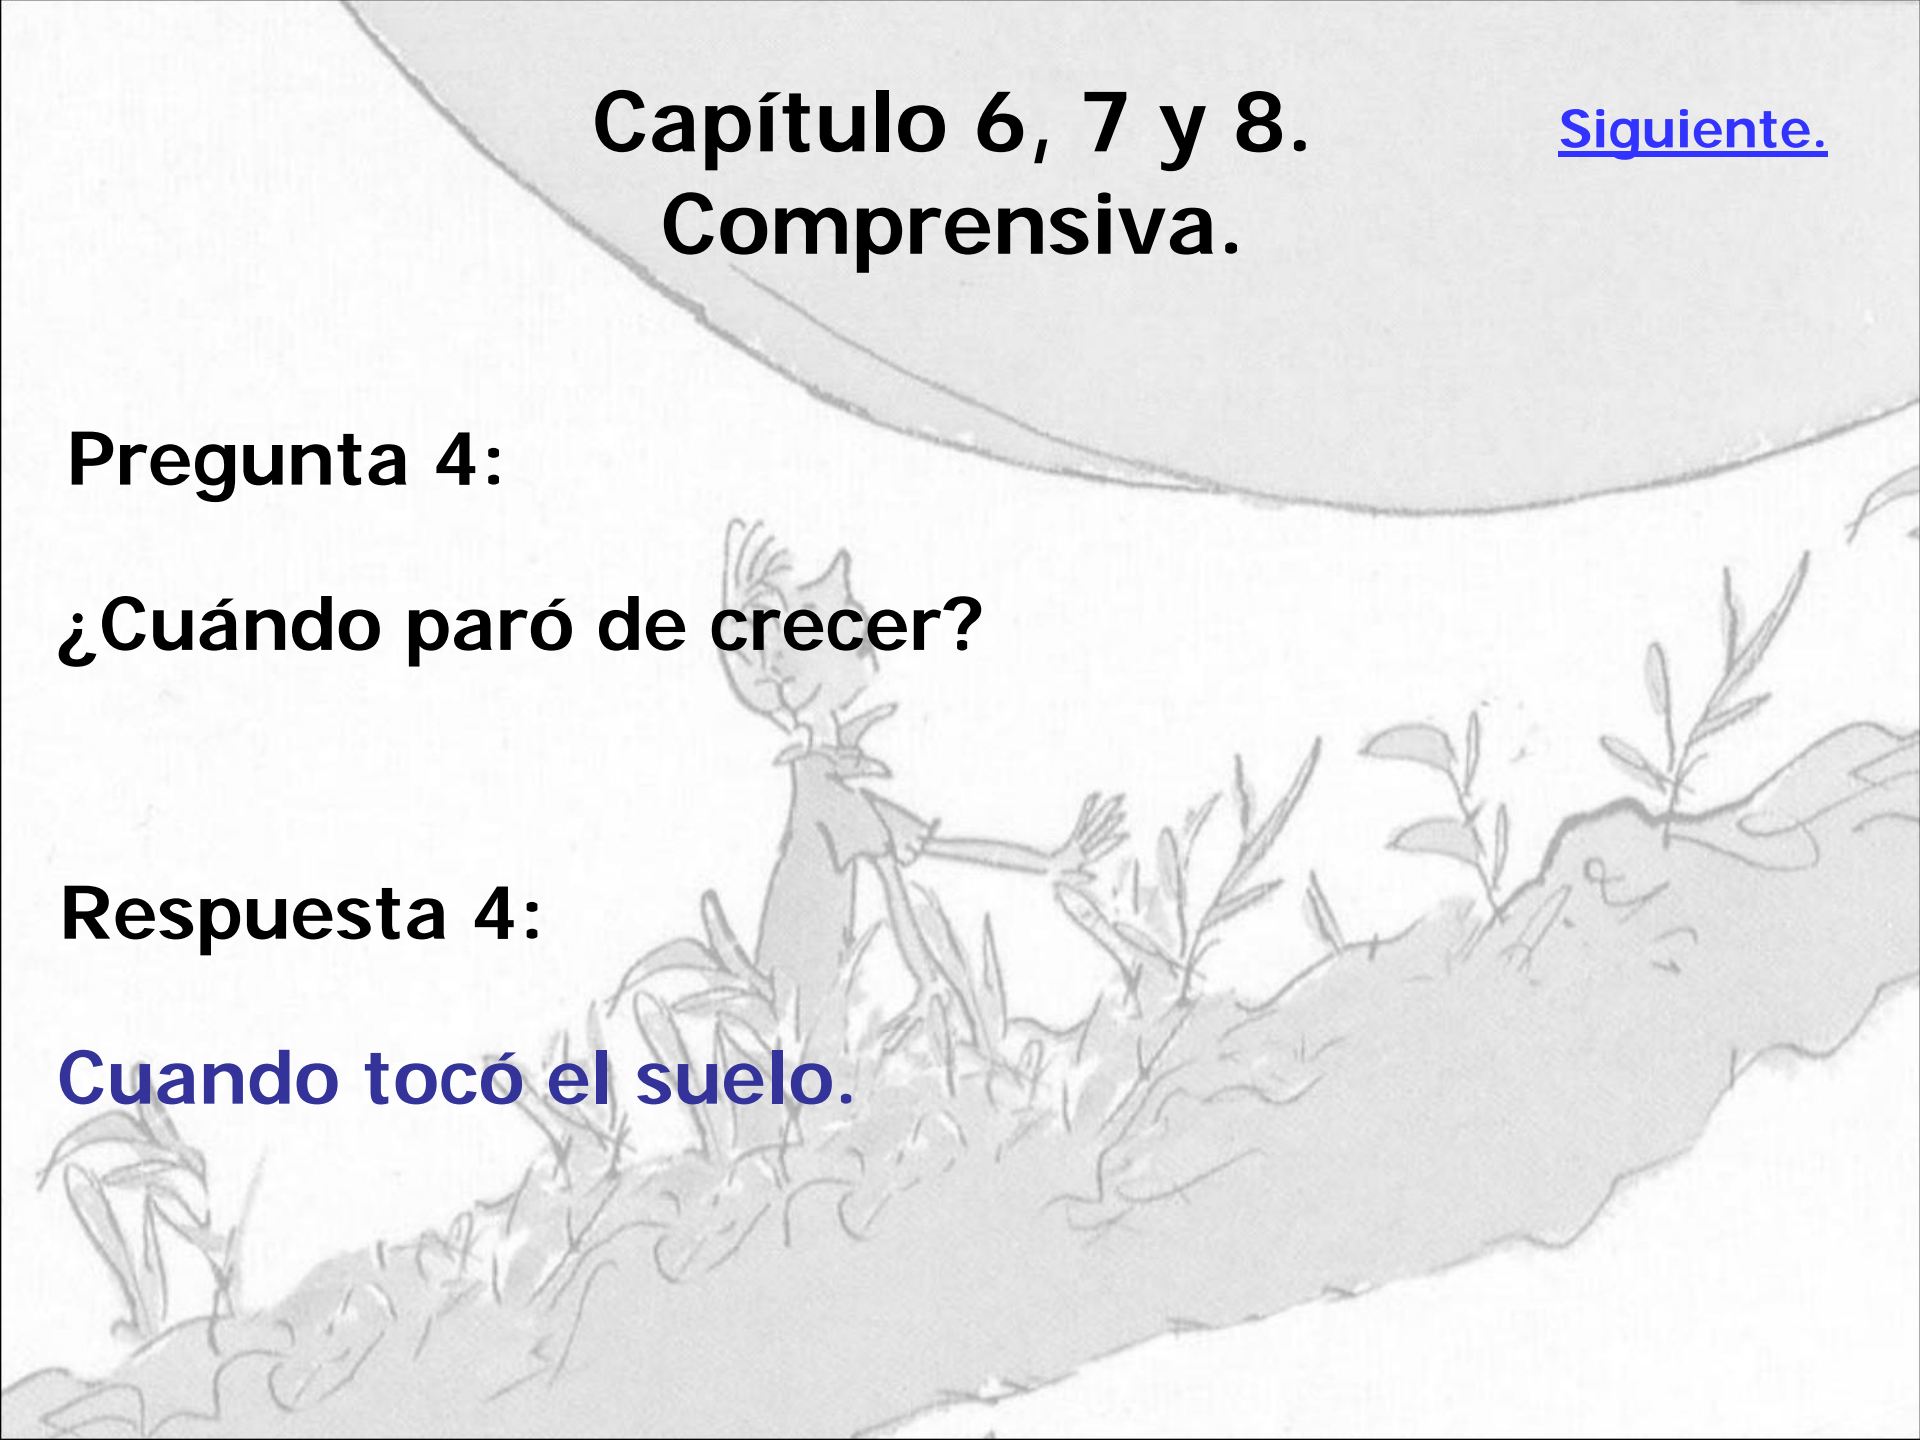 Capítulo 6, 7 y 8.
Comprensiva.
Siguiente.
Pregunta 4:
¿Cuándo paró de crecer?
Respuesta 4:
Cuando tocó el suelo.